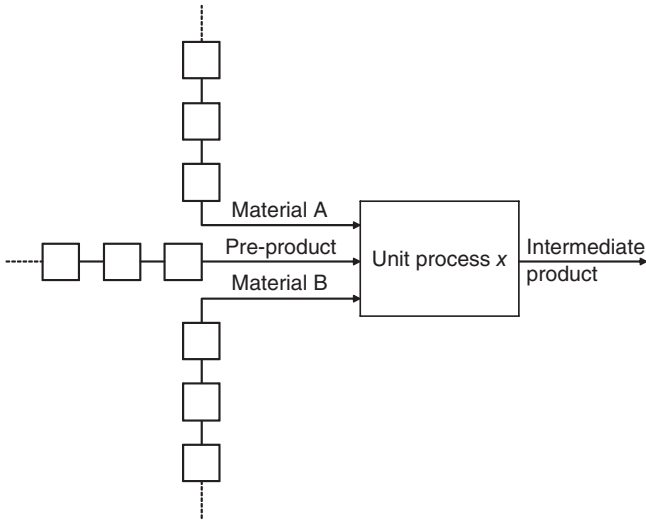 Material A
Pre-product
Material B
Unit process x
Intermediate
product